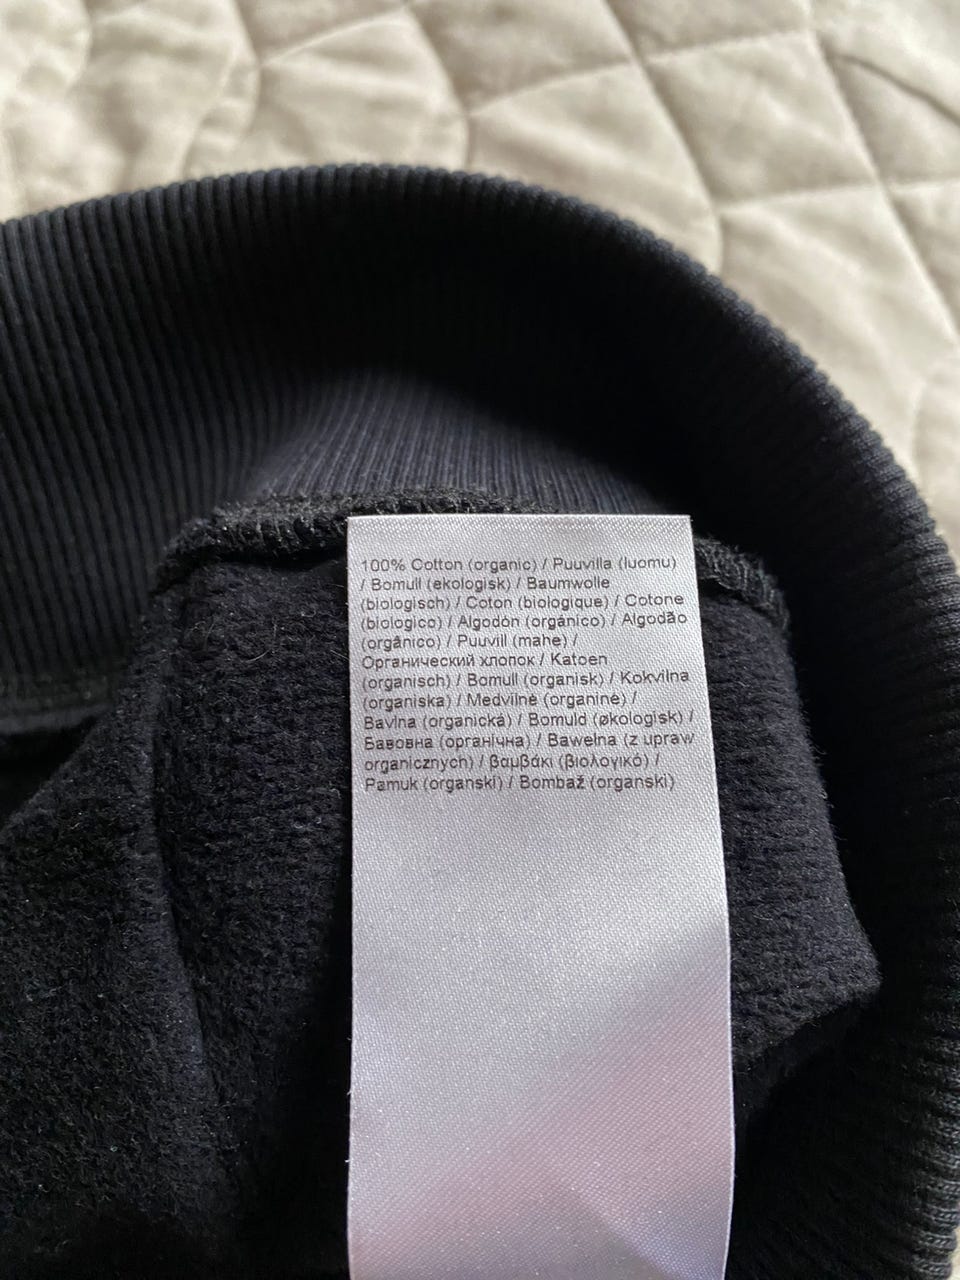 100% Cotton (organic) / Puuvilla (luomu)
/ Bomull (ekologisk) / Baumwolle
(biologisch) / Coton (biologique) / Cotone
(biologico) / Algodón (orgánico) / Algodão
(orgânico) / Puuvill (mahe) /
Органический хлопок / Katoen
(organisch) / Bomull (organisk) / Kokvilna
(organiska) / Medvilnė (organinė) /
Bavlna (organická) / Bomuld (økologisk) /
Бавовна (органічна) / Bawełna (z upraw
organicznych) / βαμβάκι (βιολογικό) /
Pamuk (organski) / Bombaž (organski)